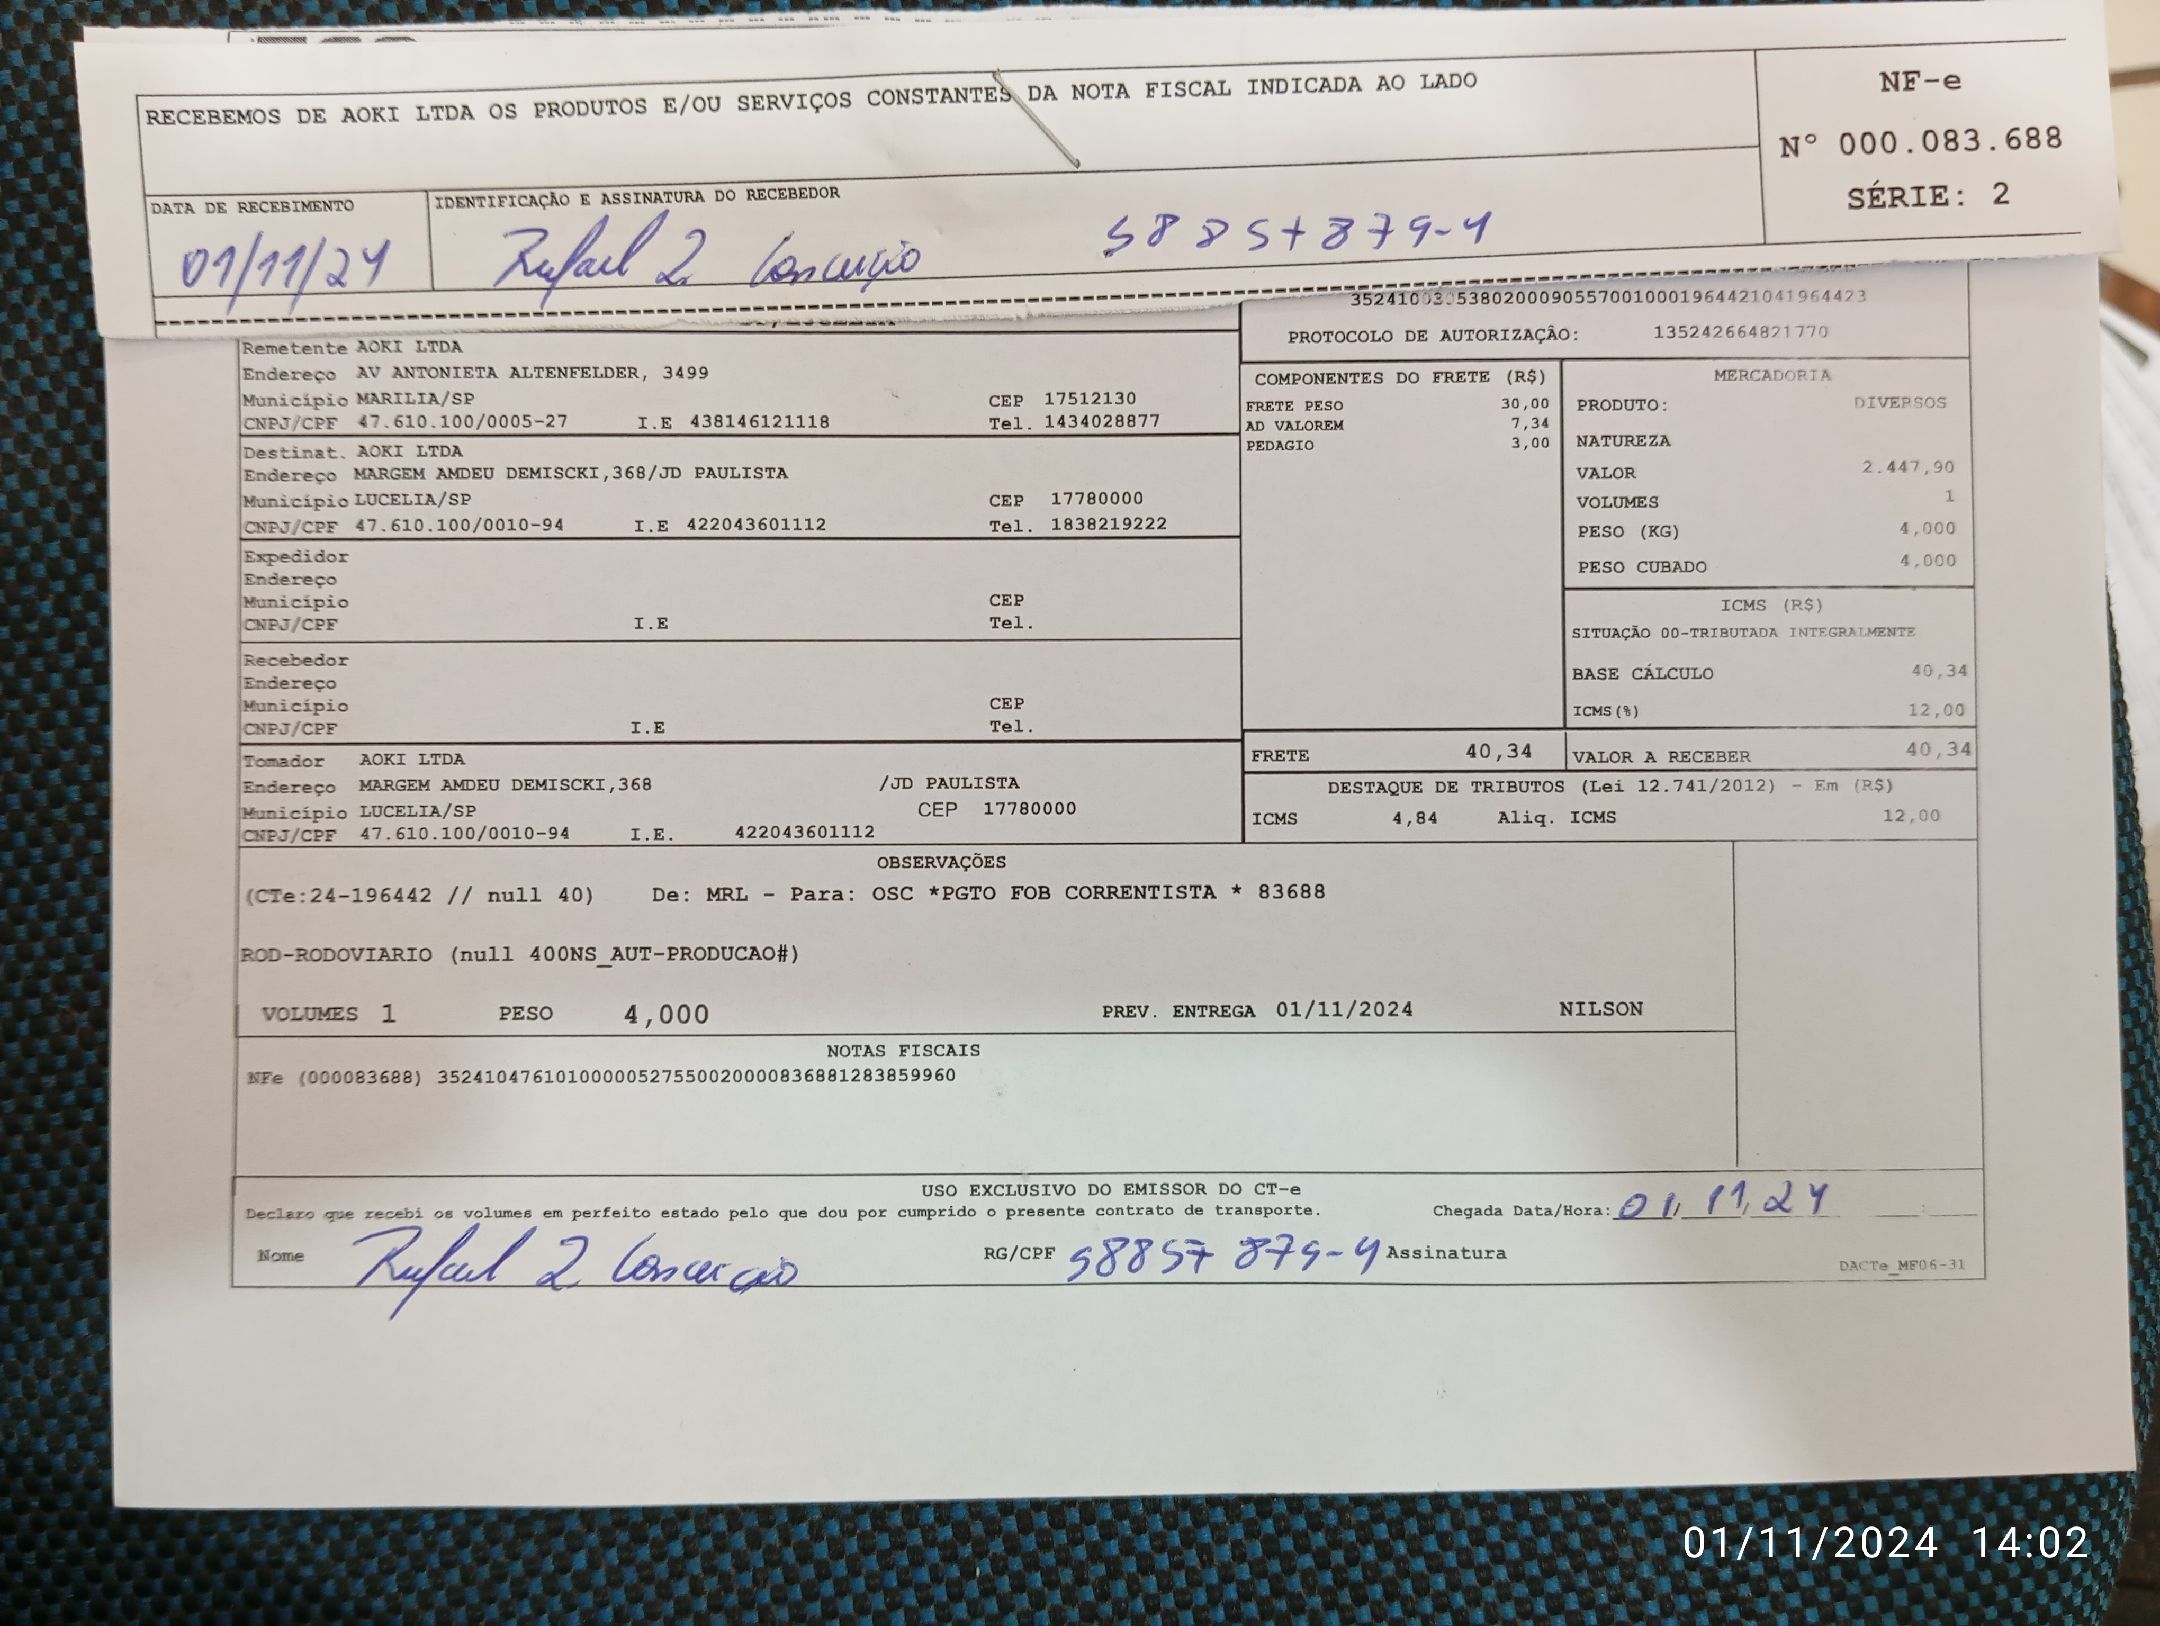 RECEBEMOS DE AOKI LTDA OS PRODUTOS E/OU SERVIÇOS CONSTANTES DA NOTA FISCAL INDICADA AO LADO
NF-e
Nº 000.083.688
SÉRIE: 2
DATA DE RECEBIMENTO
IDENTIFICAÇÃO E ASSINATURA DO RECEBEDOR
01/11/24 Rafael Conceição 58857879-4
PROTOCOLO DE AUTORIZAÇÃO: 135242664821770
Remetente AOKI LTDA
Endereço AV ANTONIETA ALTENFELDER, 3499
Município MARILIA/SP CEP 17512130
CNPJ/CPF 47.610.100/0005-27 I.E 438146121118 Tel. 1434028877
Destinat. AOKI LTDA
Endereço MARGEM AMDEU DEMISCKI,368/JD PAULISTA
Município LUCELIA/SP CEP 17780000
CNPJ/CPF 47.610.100/0010-94 I.E 422043601112 Tel. 1838219222
Expedidor
Endereço
Município CEP
CNPJ/CPF I.E Tel.
Recebedor
Endereço
Município CEP
CNPJ/CPF I.E Tel.
Tomador AOKI LTDA
Endereço MARGEM AMDEU DEMISCKI,368 /JD PAULISTA
Município LUCELIA/SP CEP 17780000
CNPJ/CPF 47.610.100/0010-94 I.E. 422043601112
COMPONENTES DO FRETE (R$)
FRETE PESO 30,00
AD VALOREM 7,34
PEDAGIO 3,00
MERCADORIA
PRODUTO: DIVERSOS
NATUREZA
VALOR 2.447,90
VOLUMES 1
PESO (KG) 4,000
PESO CUBADO 4,000
ICMS (R$)
SITUAÇÃO 00-TRIBUTADA INTEGRALMENTE
BASE CÁLCULO 40,34
ICMS(%) 12,00
FRETE 40,34 VALOR A RECEBER 40,34
DESTAQUE DE TRIBUTOS (Lei 12.741/2012) - Em (R$)
ICMS 4,84 Aliq. ICMS 12,00
OBSERVAÇÕES
(CTe:24-196442 // null 40) De: MRL - Para: OSC *PGTO FOB CORRENTISTA * 83688
ROD-RODOVIARIO (null 400NS_AUT-PRODUCAO#)
VOLUMES 1 PESO 4,000 PREV. ENTREGA 01/11/2024 NILSON
NOTAS FISCAIS
NFe (000083688) 35241047610100000527550020000836881283859960
USO EXCLUSIVO DO EMISSOR DO CT-e
Declaro que recebi os volumes em perfeito estado pelo que dou por cumprido o presente contrato de transporte. Chegada Data/Hora: 01,11,24 :
Nome Rafael Conceição RG/CPF 58857879-4 Assinatura
DACTe_MF06-31
01/11/2024 14:02